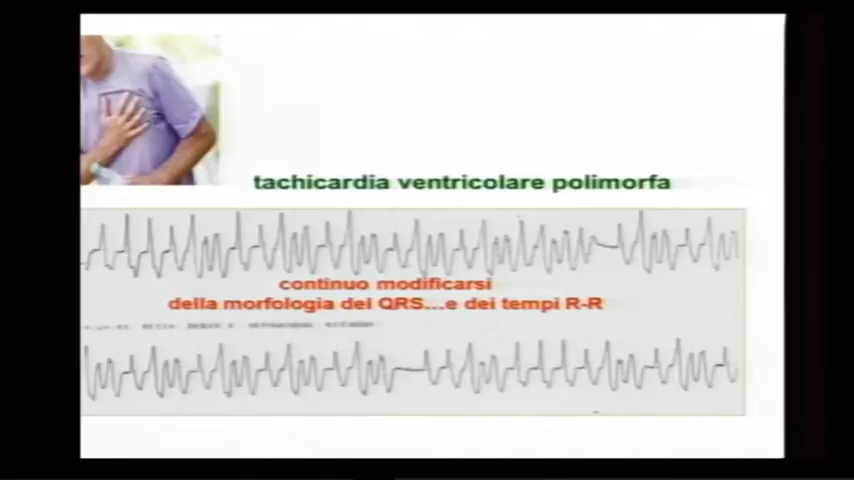 tachicardia ventricolare polimorfa
continuo modificarsi
della morfologia del QRS...e dei tempi R-R